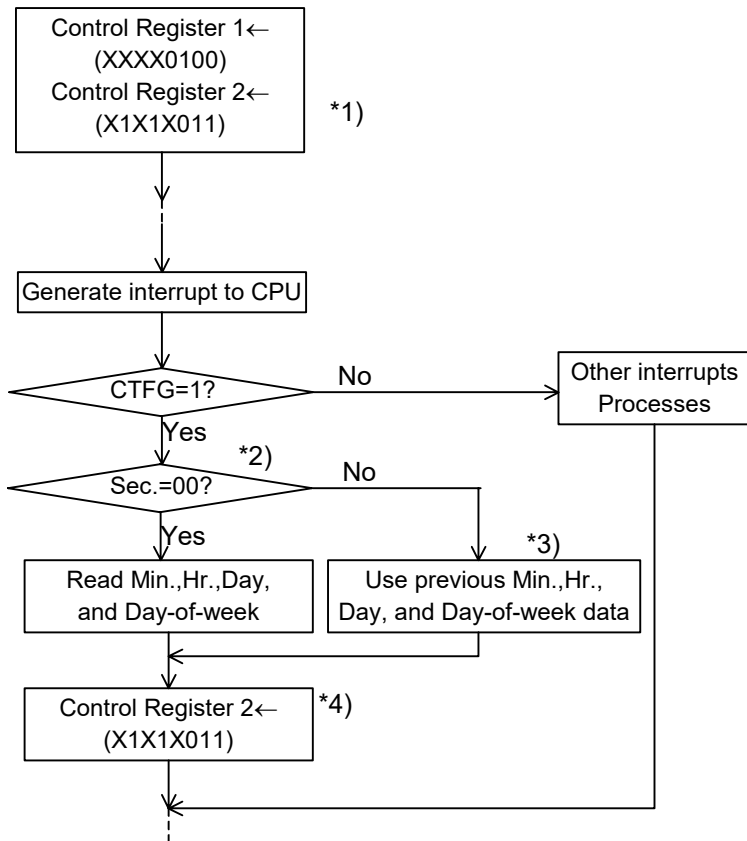 Control Register 1←
(XXXX0100)
Control Register 2←
(X1X1X011)
*1)
Generate interrupt to CPU
CTFG=1?
No
Other interrupts
Processes
Yes
*2)
Sec.=00?
No
Yes
*3)
Read Min.,Hr.,Day,
and Day-of-week
Use previous Min.,Hr.,
Day, and Day-of-week data
Control Register 2←
(X1X1X011)
*4)